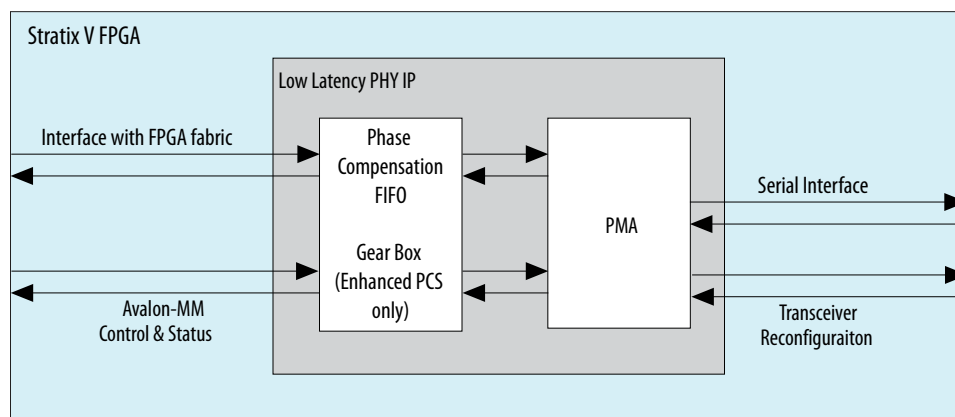 Stratix V FPGA
Low Latency PHY IP
Interface with FPGA fabric
Phase
Compensation
FIFO
Gear Box
(Enhanced PCS
only)
Avalon-MM
Control & Status
PMA
Serial Interface
Transceiver
Reconfiguraiton